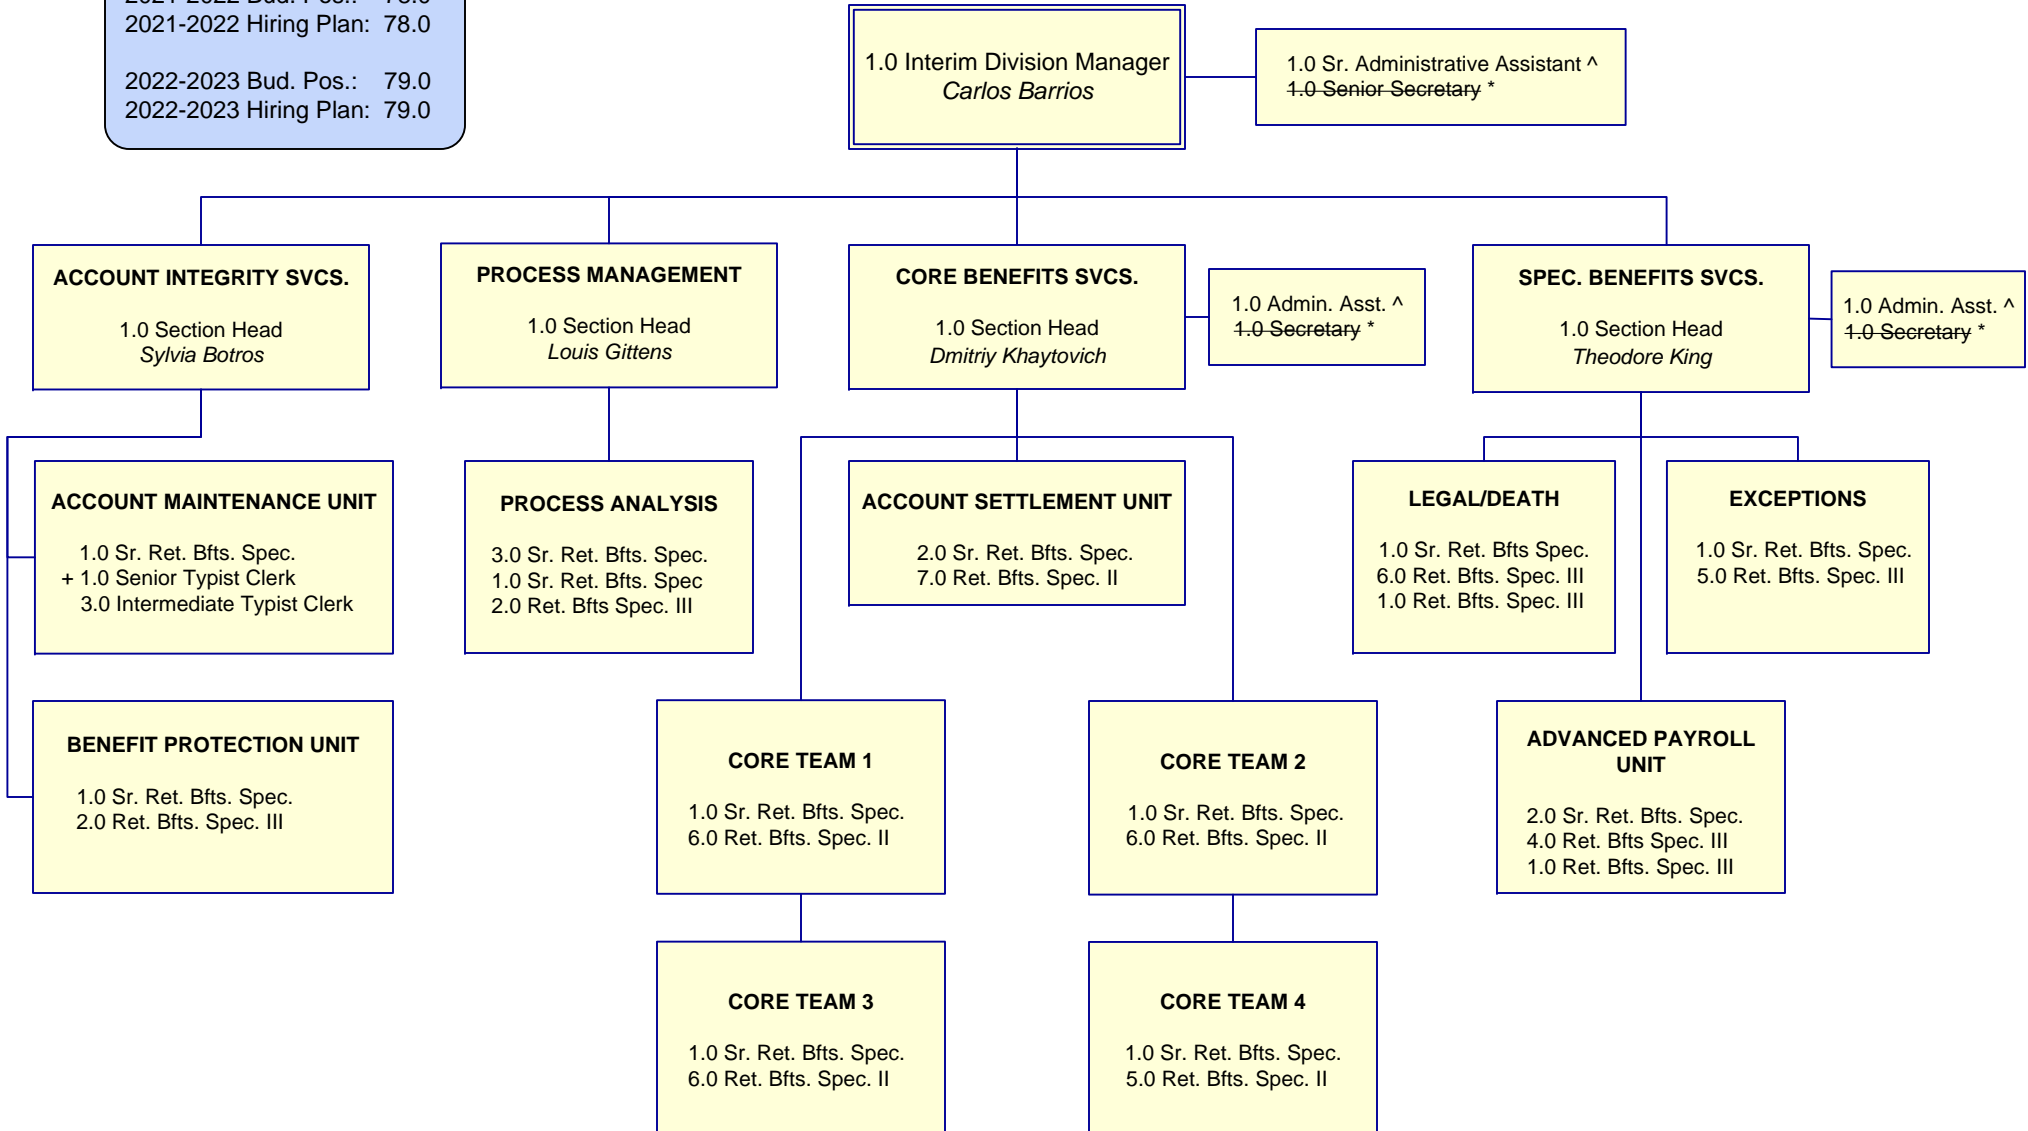 2021-2022 Hiring Plan: 78.0
2022-2023 Bud. Pos.: 79.0
2022-2023 Hiring Plan: 79.0
1.0 Interim Division Manager
Carlos Barrios
1.0 Sr. Administrative Assistant ^
1.0 Senior Secretary *
ACCOUNT INTEGRITY SVCS.
1.0 Section Head
Sylvia Botros
PROCESS MANAGEMENT
1.0 Section Head
Louis Gittens
CORE BENEFITS SVCS.
1.0 Section Head
Dmitriy Khaytovich
1.0 Admin. Asst. ^
1.0 Secretary *
SPEC. BENEFITS SVCS.
1.0 Section Head
Theodore King
1.0 Admin. Asst. ^
1.0 Secretary *
ACCOUNT MAINTENANCE UNIT
1.0 Sr. Ret. Bfts. Spec.
+ 1.0 Senior Typist Clerk
3.0 Intermediate Typist Clerk
PROCESS ANALYSIS
3.0 Sr. Ret. Bfts. Spec.
1.0 Sr. Ret. Bfts. Spec
2.0 Ret. Bfts Spec. III
ACCOUNT SETTLEMENT UNIT
2.0 Sr. Ret. Bfts. Spec.
7.0 Ret. Bfts. Spec. II
LEGAL/DEATH
1.0 Sr. Ret. Bfts Spec.
6.0 Ret. Bfts. Spec. III
1.0 Ret. Bfts. Spec. III
EXCEPTIONS
1.0 Sr. Ret. Bfts. Spec.
5.0 Ret. Bfts. Spec. III
BENEFIT PROTECTION UNIT
1.0 Sr. Ret. Bfts. Spec.
2.0 Ret. Bfts. Spec. III
CORE TEAM 1
1.0 Sr. Ret. Bfts. Spec.
6.0 Ret. Bfts. Spec. II
CORE TEAM 2
1.0 Sr. Ret. Bfts. Spec.
6.0 Ret. Bfts. Spec. II
ADVANCED PAYROLL
UNIT
2.0 Sr. Ret. Bfts. Spec.
4.0 Ret. Bfts Spec. III
1.0 Ret. Bfts. Spec. III
CORE TEAM 3
1.0 Sr. Ret. Bfts. Spec.
6.0 Ret. Bfts. Spec. II
CORE TEAM 4
1.0 Sr. Ret. Bfts. Spec.
5.0 Ret. Bfts. Spec. II